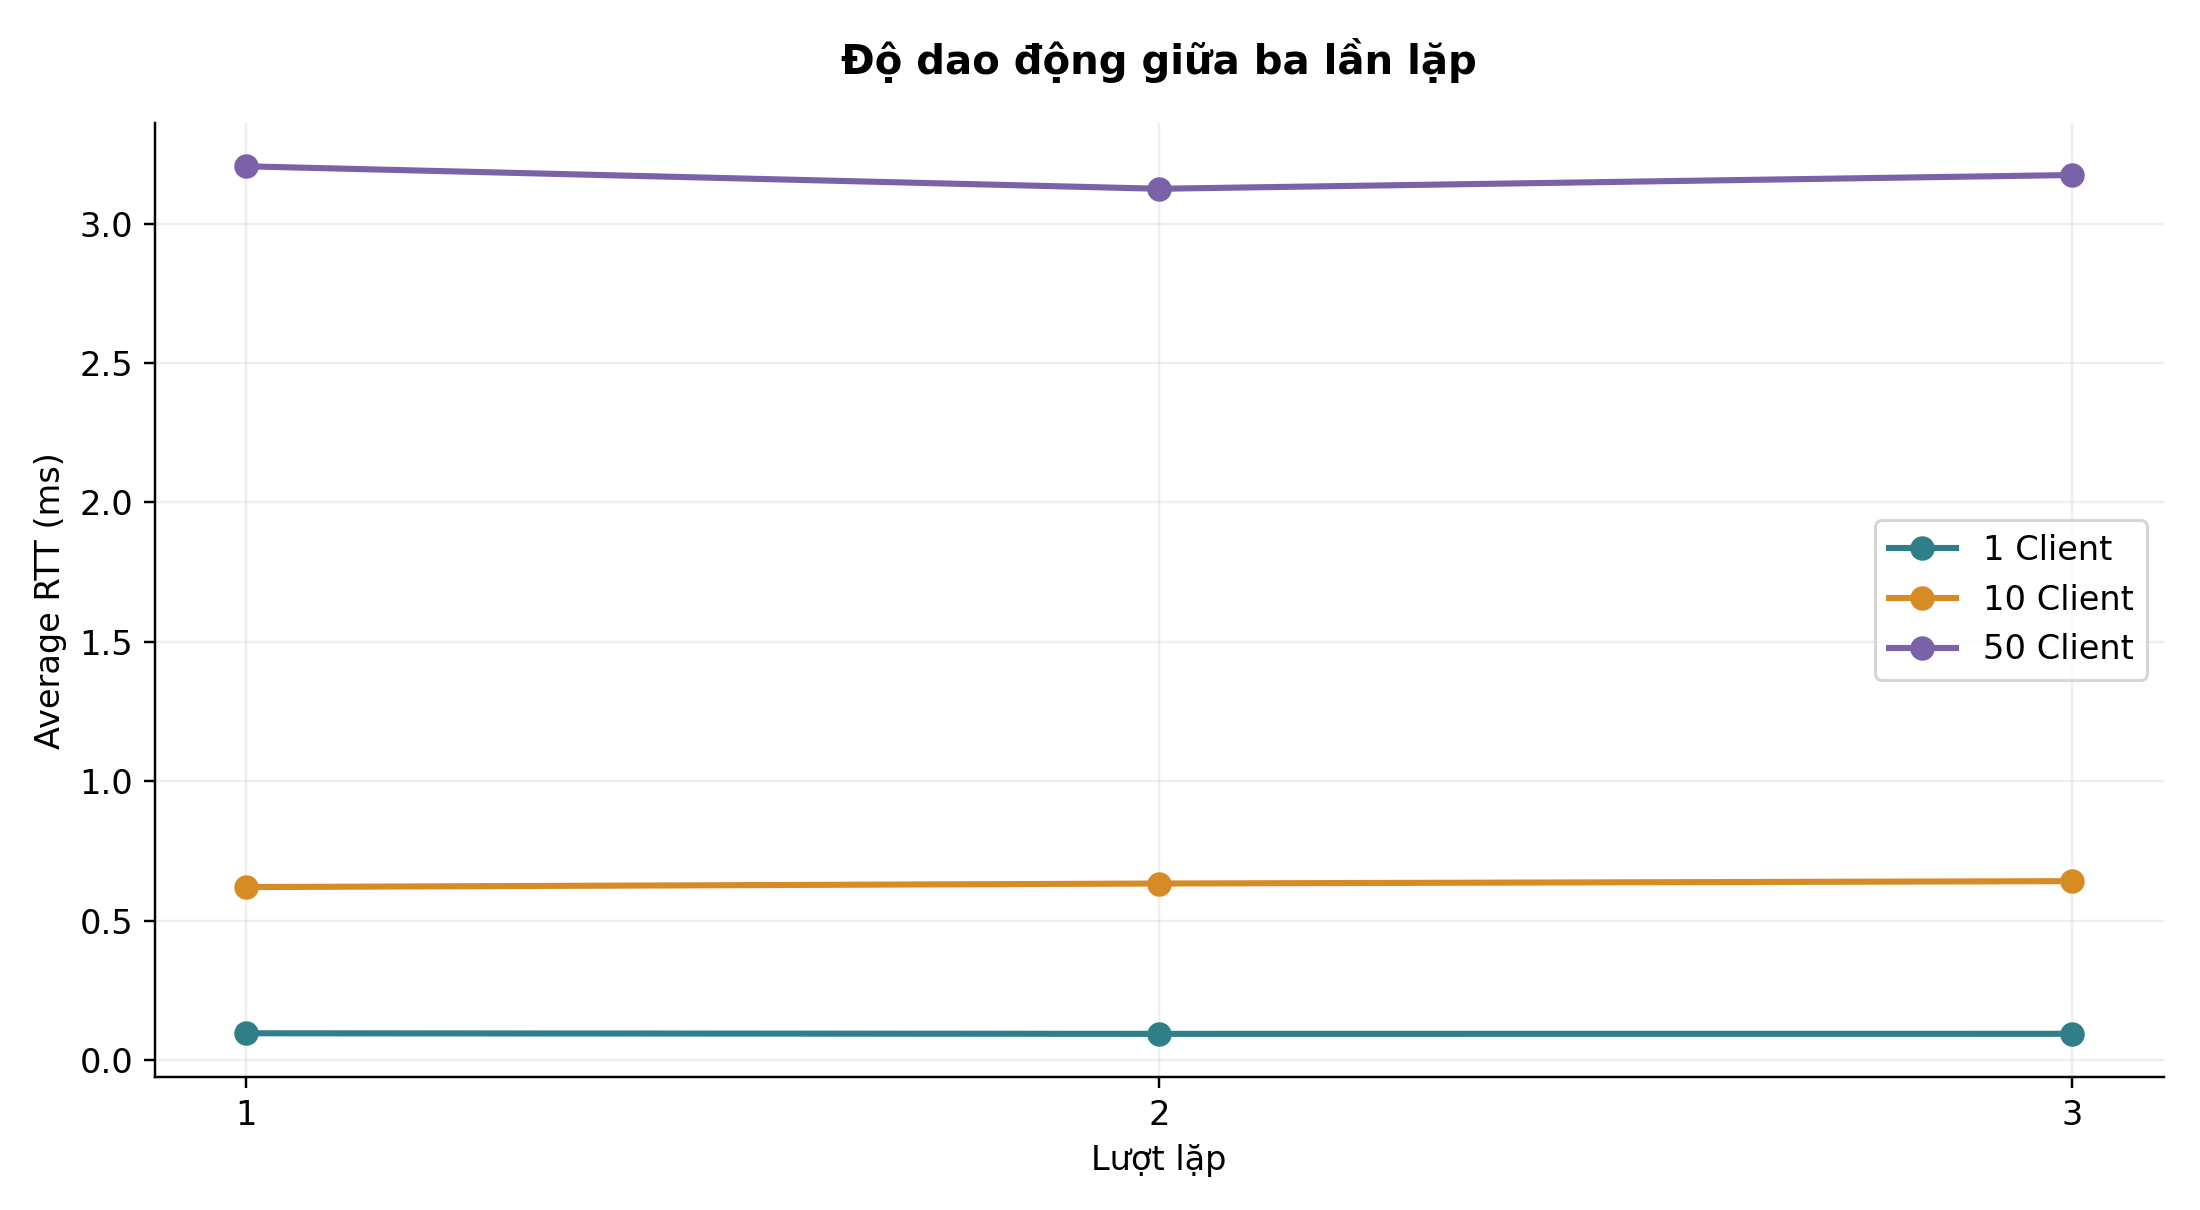 Độ dao động giữa ba lần lặp
Average RTT (ms)
3.0
2.5
2.0
1.5
1.0
0.5
0.0
1 Client
10 Client
50 Client
1 2 3
Lượt lặp